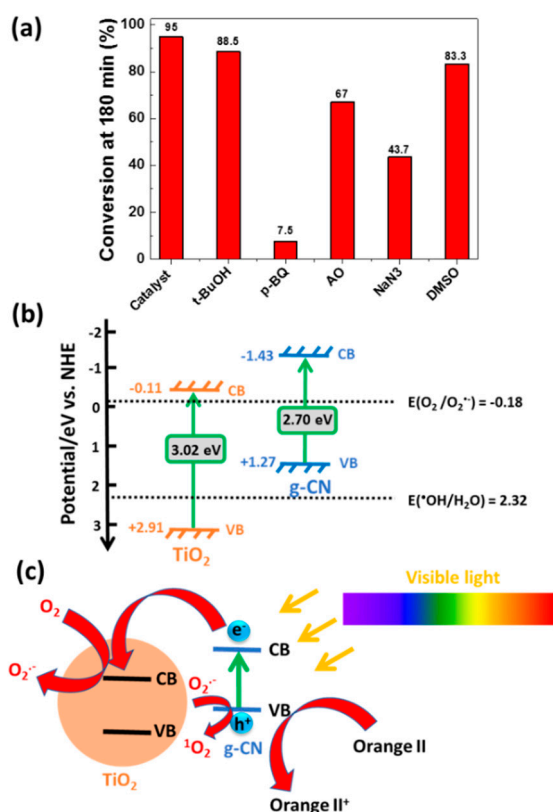 (a)
Conversion at 180 min (%)
100
80
60
40
20
0
95
88.5
7.5
67
43.7
83.3
Catalyst
t-BuOH
p-BQ
AO
NaN3
DMSO
(b)
Potential/eV vs. NHE
-2
-1
0
1
2
3
-1.43 CB
-0.11 CB
E(O₂ /O₂•-) = -0.18
2.70 eV
3.02 eV
+1.27 VB
g-CN
E(•OH/H₂O) = 2.32
+2.91 VB
TiO₂
(c)
Visible light
O₂
e-
O₂•-
CB
CB
O₂•-
VB
VB
h+
¹O₂
g-CN
Orange II
TiO₂
Orange II+